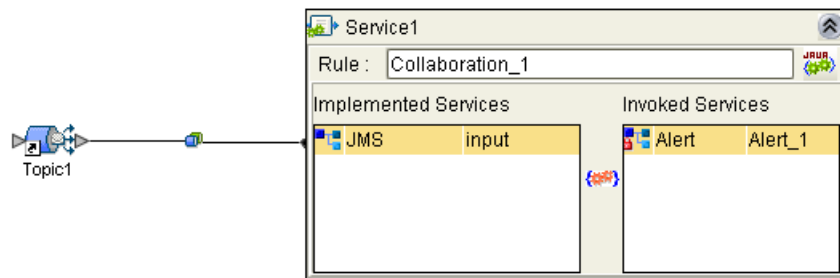 Service1
Rule : Collaboration_1 JAVA
Implemented Services Invoked Services
JMS input Alert Alert_1
Topic1